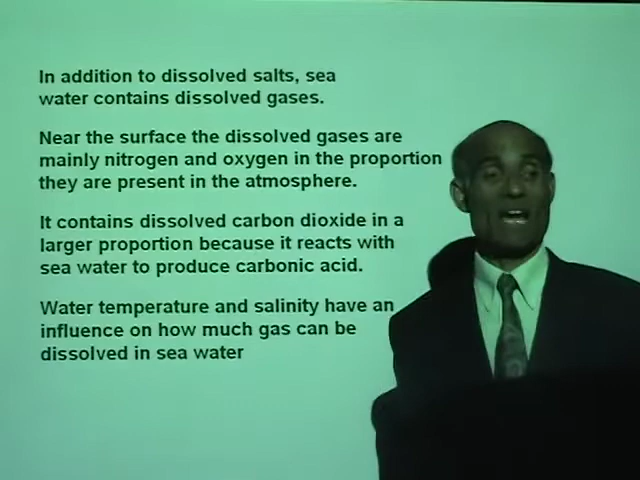 In addition to dissolved salts, sea
water contains dissolved gases.
Near the surface the dissolved gases are
mainly nitrogen and oxygen in the proportion
they are present in the atmosphere.
It contains dissolved carbon dioxide in a
larger proportion because it reacts with
sea water to produce carbonic acid.
Water temperature and salinity have an
influence on how much gas can be
dissolved in sea water